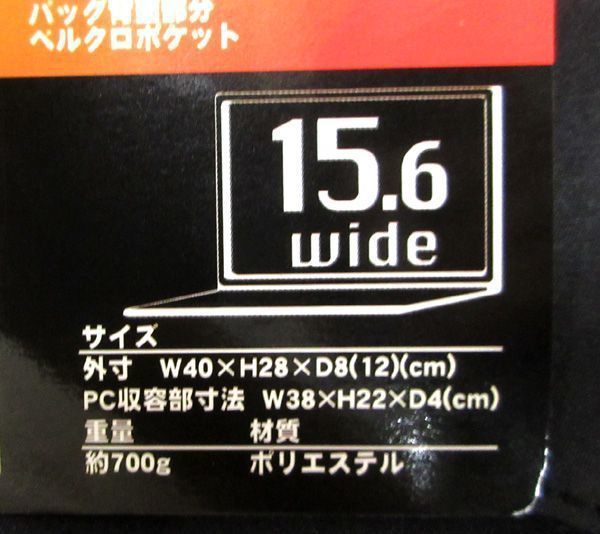 バッグ背面部分
ベルクロポケット
15.6
wide
サイズ
外寸 W40×H28×D8(12)(cm)
PC収容部寸法 W38×H22×D4(cm)
重量 材質
約700g ポリエステル